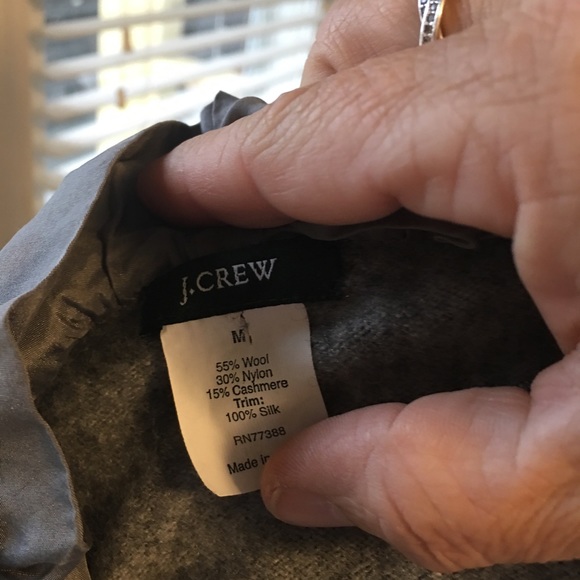 J.CREW
M
55% Wool
30% Nylon
15% Cashmere
Trim:
100% Silk
RN77388
Made in